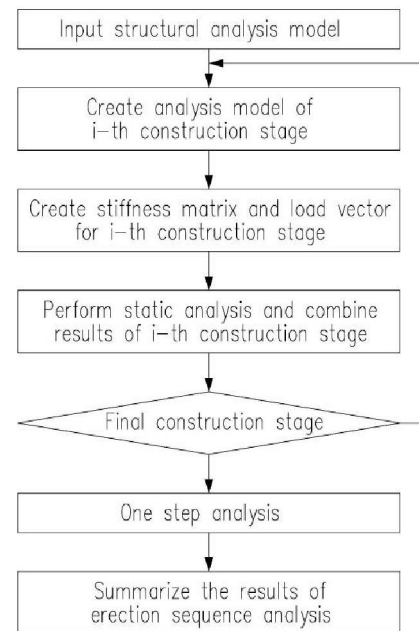 Input structural analysis model
Create analysis model of
i-th construction stage
Create stiffness matrix and load vector
for i-th construction stage
Perform static analysis and combine
results of i-th construction stage
Final construction stage
One step analysis
Summarize the results of
erection sequence analysis